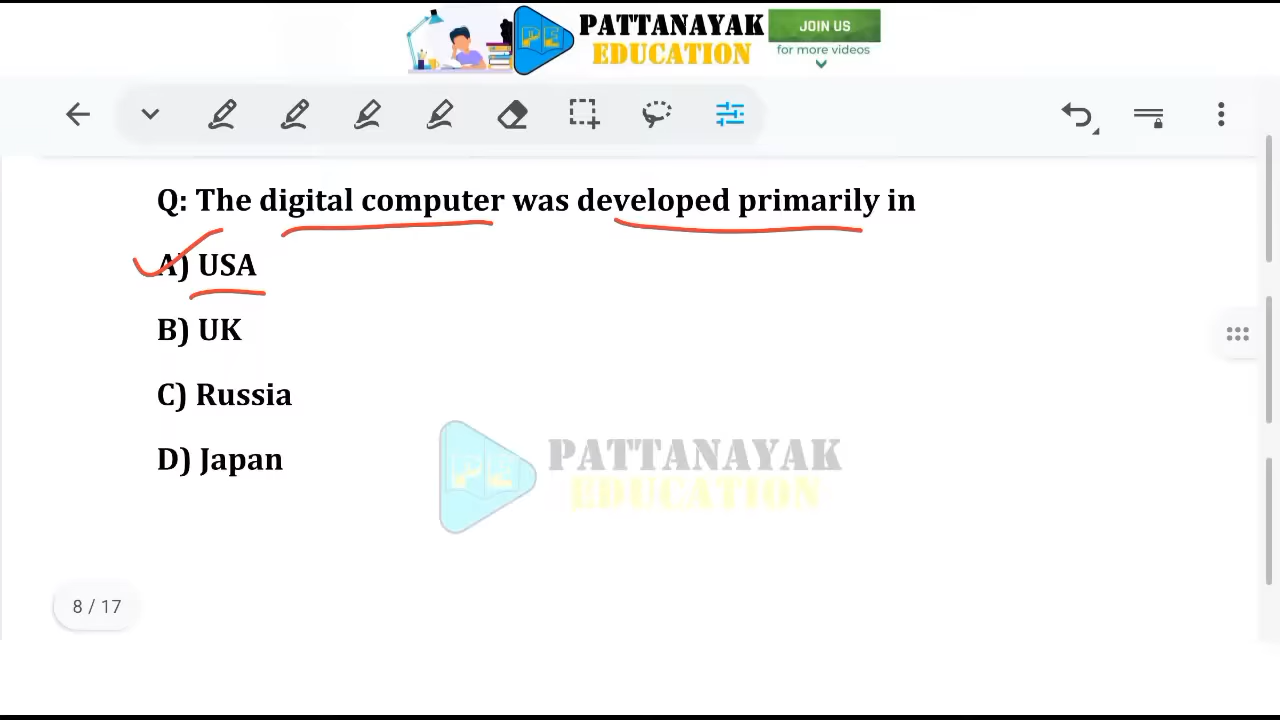 PATTANAYAK
EDUCATION
JOIN US
for more videos
Q: The digital computer was developed primarily in
A) USA
B) UK
C) Russia
D) Japan
PE PATTANAYAK
EDUCATION
8 / 17